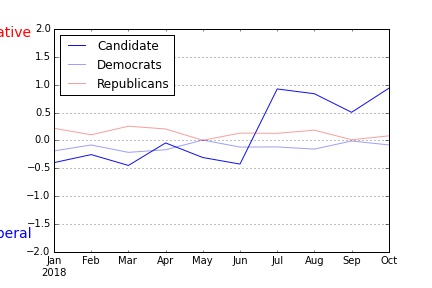 ative
2.0
1.5
1.0
0.5
0.0
−0.5
−1.0
−1.5
−2.0
peral
Candidate
Democrats
Republicans
Jan Feb Mar Apr May Jun Jul Aug Sep Oct
2018